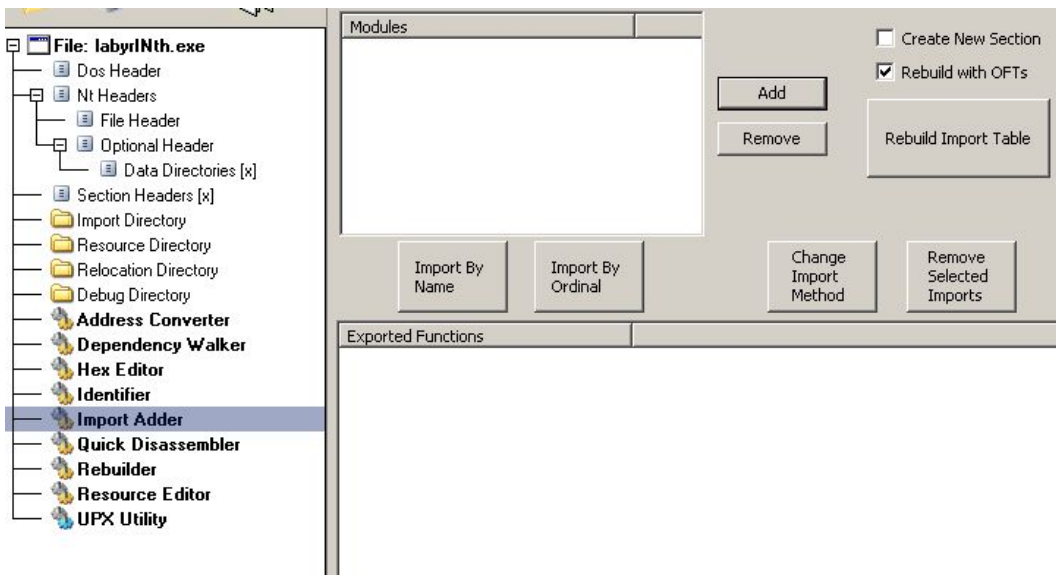 File: labyrINth.exe
Dos Header
Nt Headers
File Header
Optional Header
Data Directories [x]
Section Headers [x]
Import Directory
Resource Directory
Relocation Directory
Debug Directory
Address Converter
Dependency Walker
Hex Editor
Identifier
Import Adder
Quick Disassembler
Rebuilder
Resource Editor
UPX Utility
Modules
Add
Remove
Create New Section
Rebuild with OFTs
Rebuild Import Table
Import By
Name
Import By
Ordinal
Change
Import
Method
Remove
Selected
Imports
Exported Functions